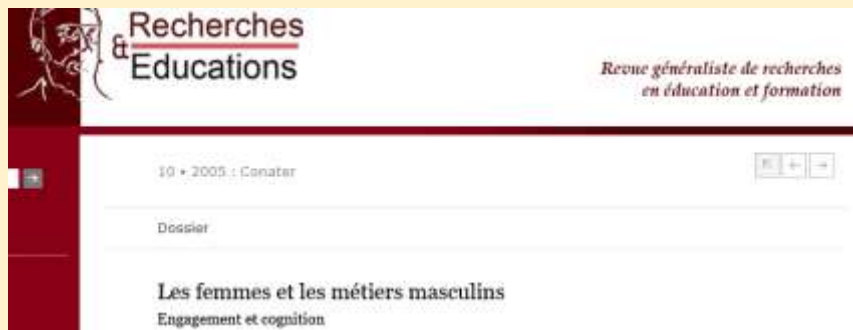 Recherches
& Educations
Revue généraliste de recherches
en éducation et formation
10 • 2005 : Conater
Dossier
Les femmes et les métiers masculins
Engagement et cognition